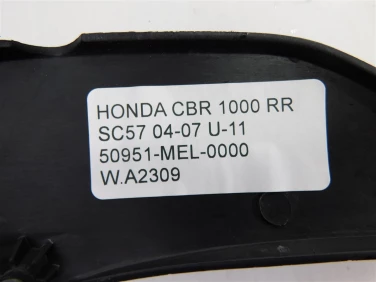 HONDA CBR 1000 RR
SC57 04-07 U-11
50951-MEL-0000
W.A2309